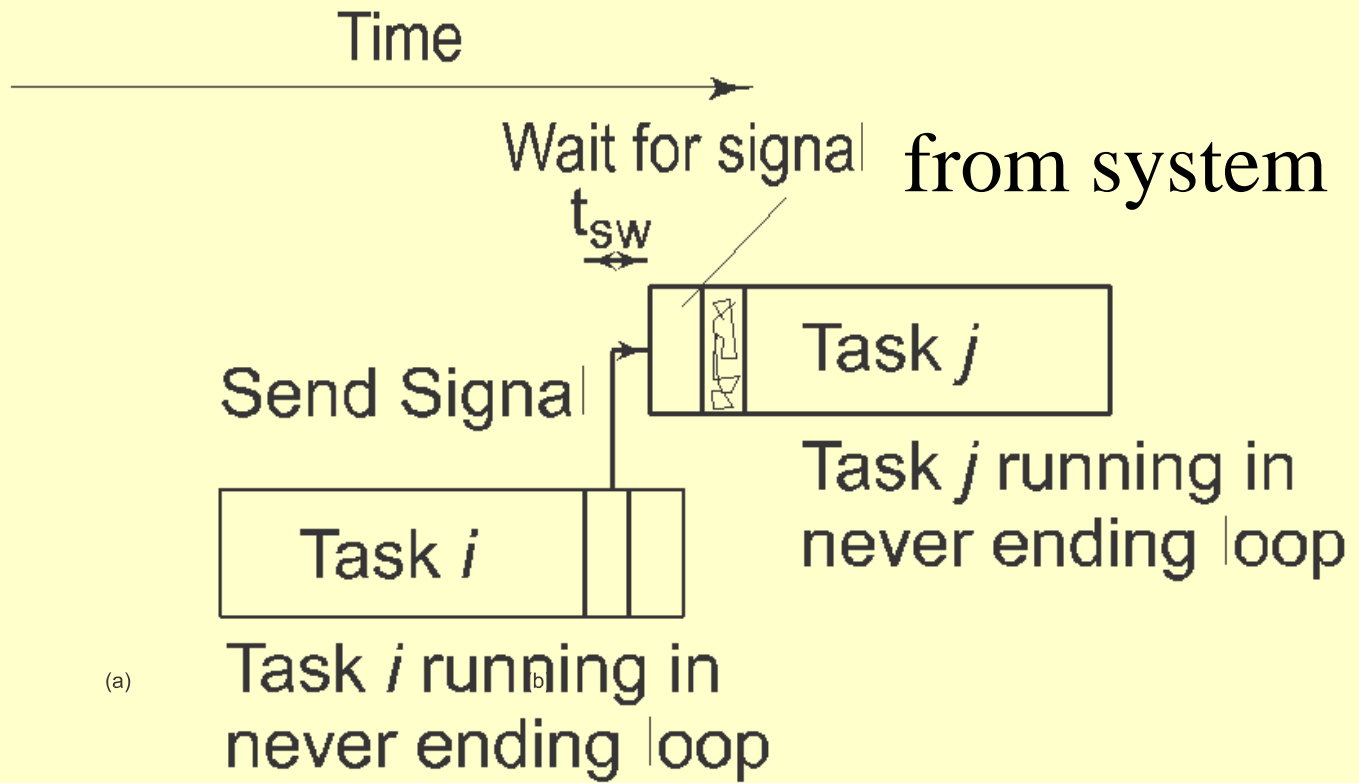 Time
Wait for signal from system
tsw
Task j
Send Signal
Task j running in
never ending loop
Task i
Task i running in
never ending loop
(a)
(b